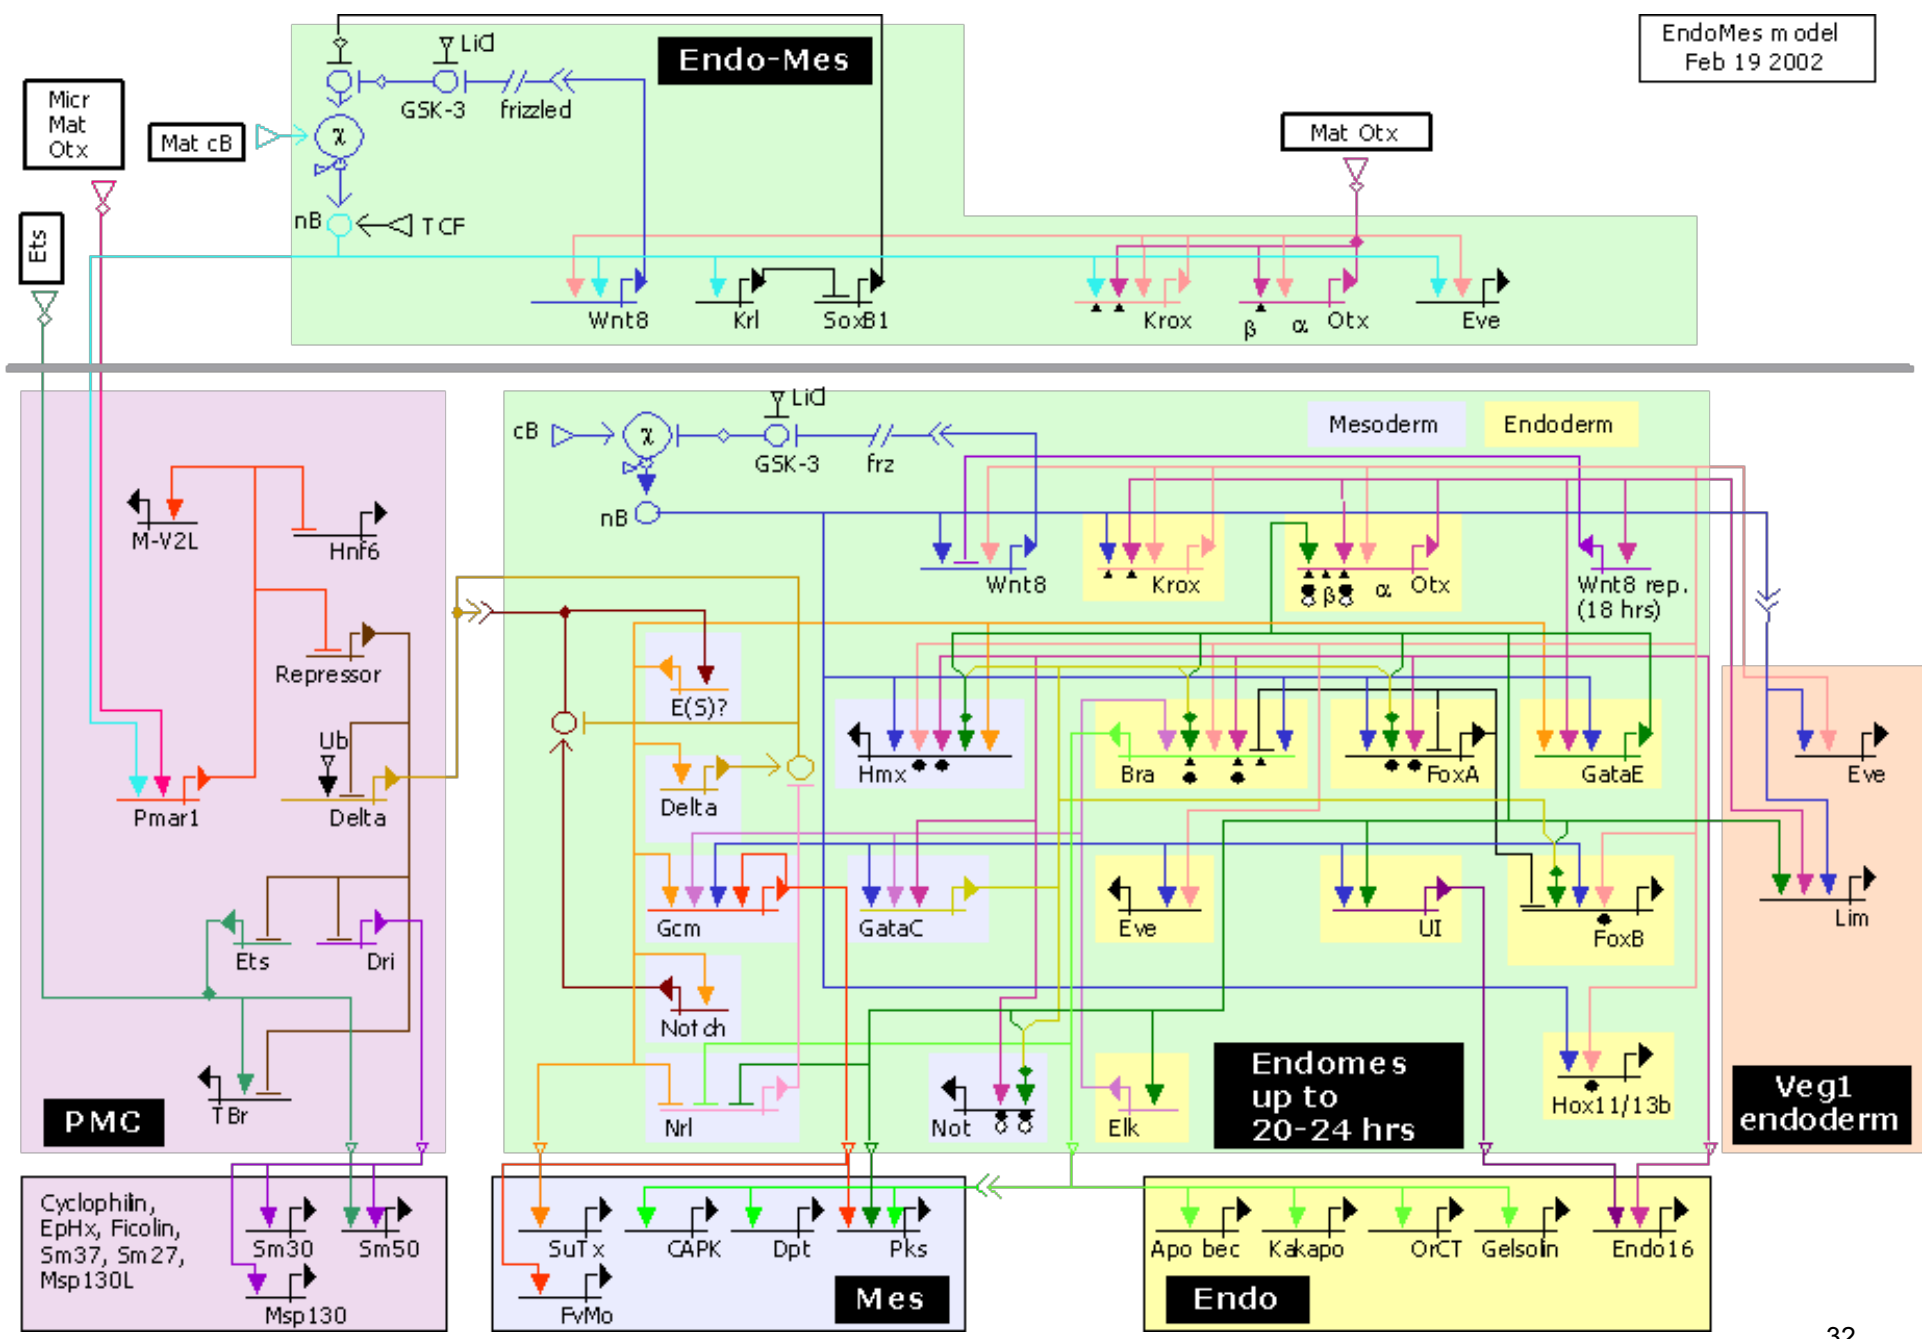 EndoMes model
Feb 19 2002
Endo-Mes
LiCl
GSK-3
frizzled
Micr
Mat
Otx
Mat cB
χ
nB
TCF
Ets
Mat Otx
Wnt8
Krl
SoxB1
Krox
β
α
Otx
Eve
LiCl
cB
χ
GSK-3
frz
nB
Mesoderm
Endoderm
M-V2L
Hnf6
Wnt8
Krox
β
α
Otx
Wnt8 rep.
(18 hrs)
Repressor
E(S)?
Ub
Pmar1
Delta
Delta
Hmx
Bra
FoxA
GataE
Eve
Ets
Dri
Gcm
GataC
Eve
UI
FoxB
Lim
Notch
TBr
Nrl
Not
Elk
Hox11/13b
PMC
Endomes
up to
20-24 hrs
Veg1
endoderm
Cyclophilin,
EpHx, Ficolin,
Sm37, Sm27,
Msp130L
Sm30
Sm50
Msp130
SuTx
CAPK
Dpt
Pks
FvMo
Mes
Apo bec
Kakapo
OrCT
Gelsolin
Endo16
Endo
32